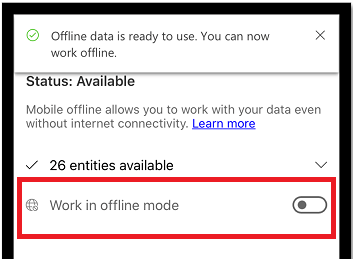 Offline data is ready to use. You can now
work offline.
Status: Available
Mobile offline allows you to work with your data even
without internet connectivity. Learn more
26 entities available
Work in offline mode